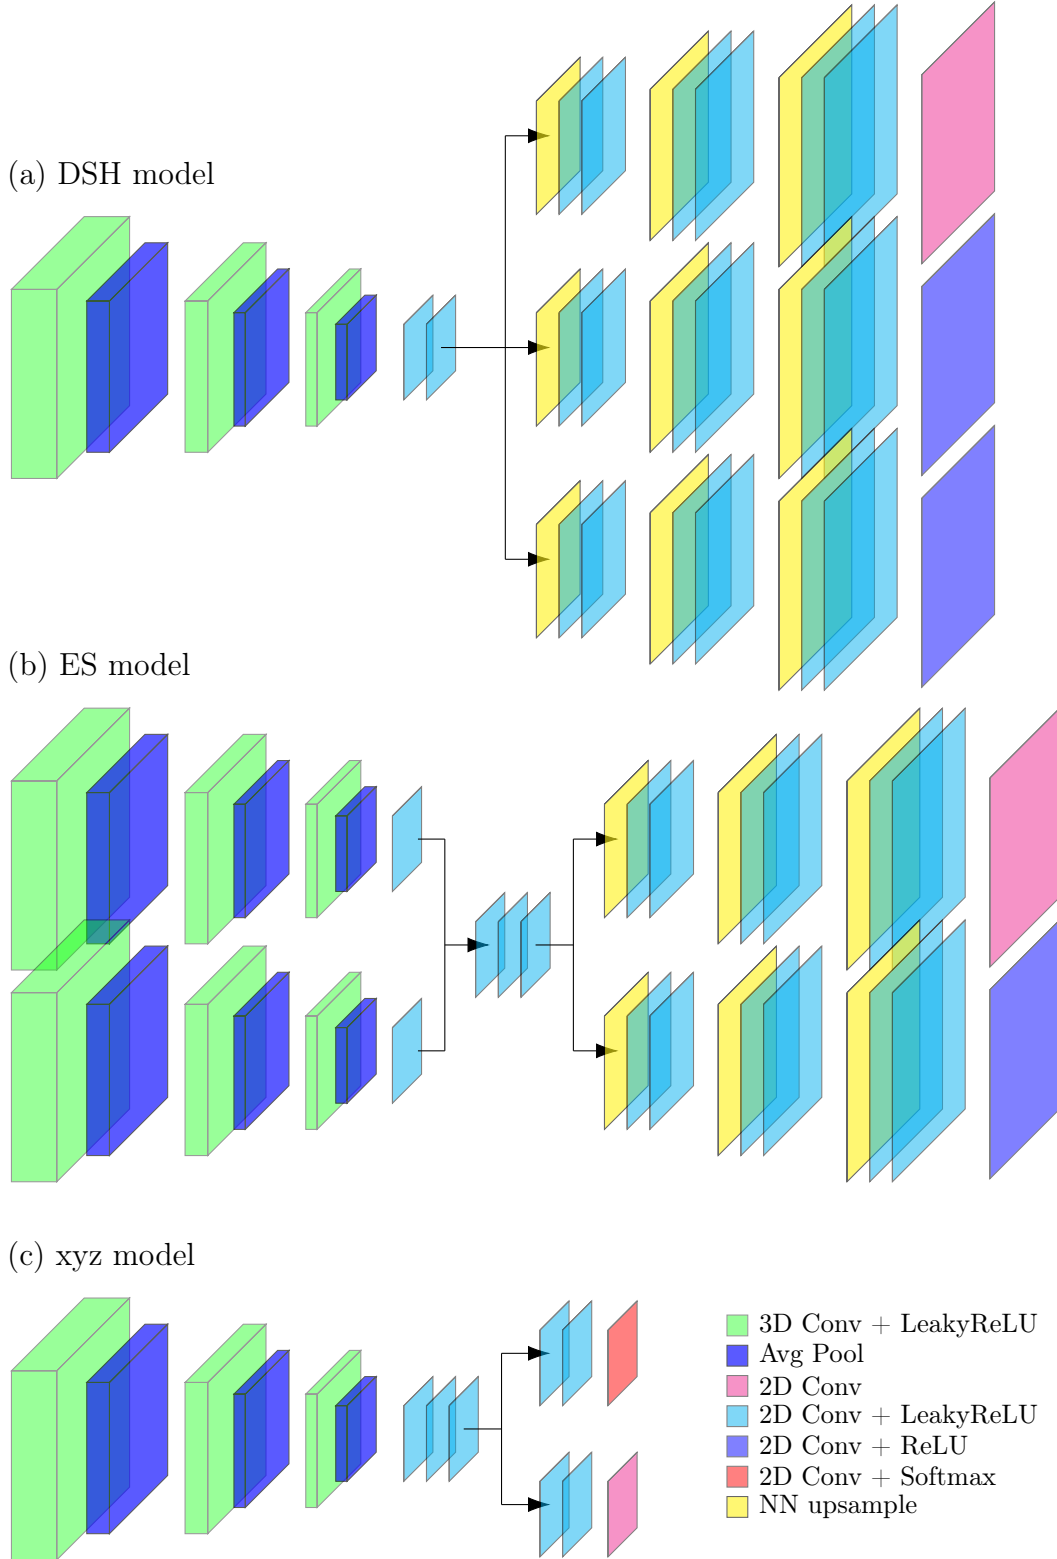 (a) DSH model
(b) ES model
(c) xyz model
3D Conv + LeakyReLU
Avg Pool
2D Conv
2D Conv + LeakyReLU
2D Conv + ReLU
2D Conv + Softmax
NN upsample